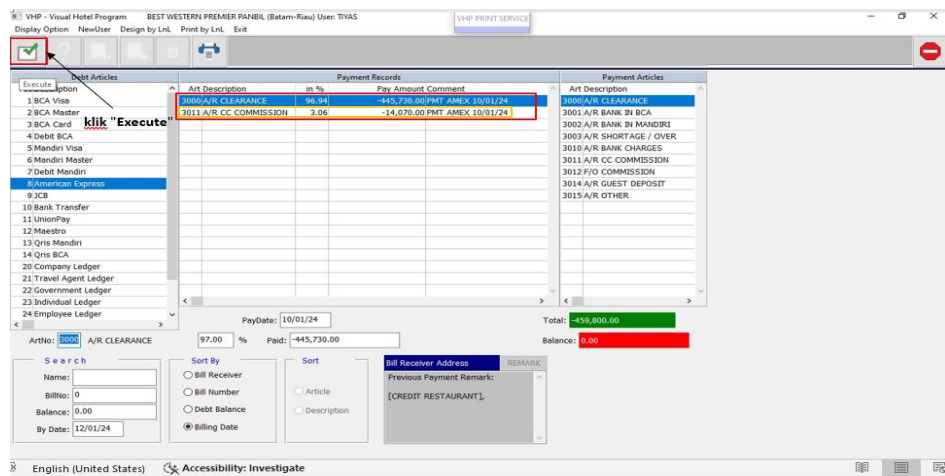 VHP - Visual Hotel Program BEST WESTERN PREMIER PANBIL (Batam-Riau) User: TIYAS
VHP PRINT SERVICE
Display Option NewUser Design by LnL Print by LnL Exit
Debt Articles Payment Records Payment Articles
Execute
Art Description in % Pay Amount Comment
Art Description
1 BCA Visa
2 BCA Master
3 BCA Card
4 Debit BCA
5 Mandiri Visa
6 Mandiri Master
7 Debit Mandiri
8 American Express
9 JCB
10 Bank Transfer
11 UnionPay
12 Maestro
13 Qris Mandiri
14 Qris BCA
20 Company Ledger
21 Travel Agent Ledger
22 Government Ledger
23 Individual Ledger
24 Employee Ledger
klik "Execute"
3000 A/R CLEARANCE 96.94 -445,730.00 PMT AMEX 10/01/24
3011 A/R CC COMMISSION 3.06 -14,070.00 PMT AMEX 10/01/24
3000 A/R CLEARANCE
3001 A/R BANK IN BCA
3002 A/R BANK IN MANDIRI
3003 A/R SHORTAGE / OVER
3010 A/R BANK CHARGES
3011 A/R CC COMMISSION
3012 F/O COMMISSION
3014 A/R GUEST DEPOSIT
3015 A/R OTHER
PayDate: 10/01/24 Total: -459,800.00
ArtNo: 3000 A/R CLEARANCE 97.00 % Paid: -445,730.00 Balance: 0.00
Search
Name:
BillNo: 0
Balance: 0.00
By Date: 12/01/24
Sort By
Bill Receiver
Bill Number
Debt Balance
Billing Date
Sort
Article
Description
Bill Receiver Address REMARK
Previous Payment Remark:
[CREDIT RESTAURANT],
English (United States) Accessibility: Investigate